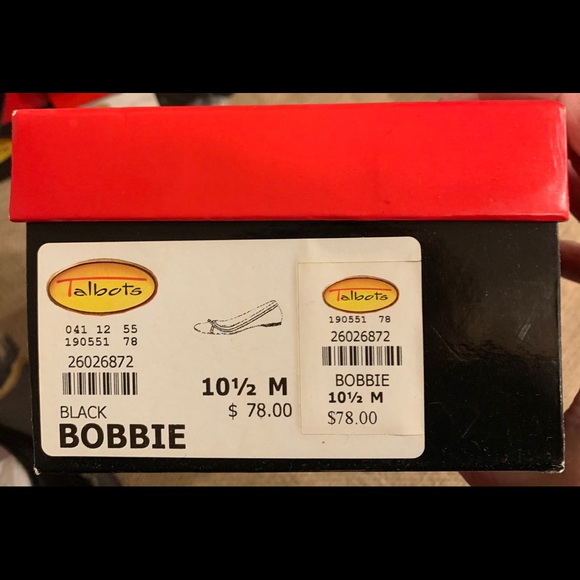 Talbots
041 12 55
190551 78
26026872
10½ M
$ 78.00
BLACK
BOBBIE
Talbots
190551 78
26026872
BOBBIE
10½ M
$78.00